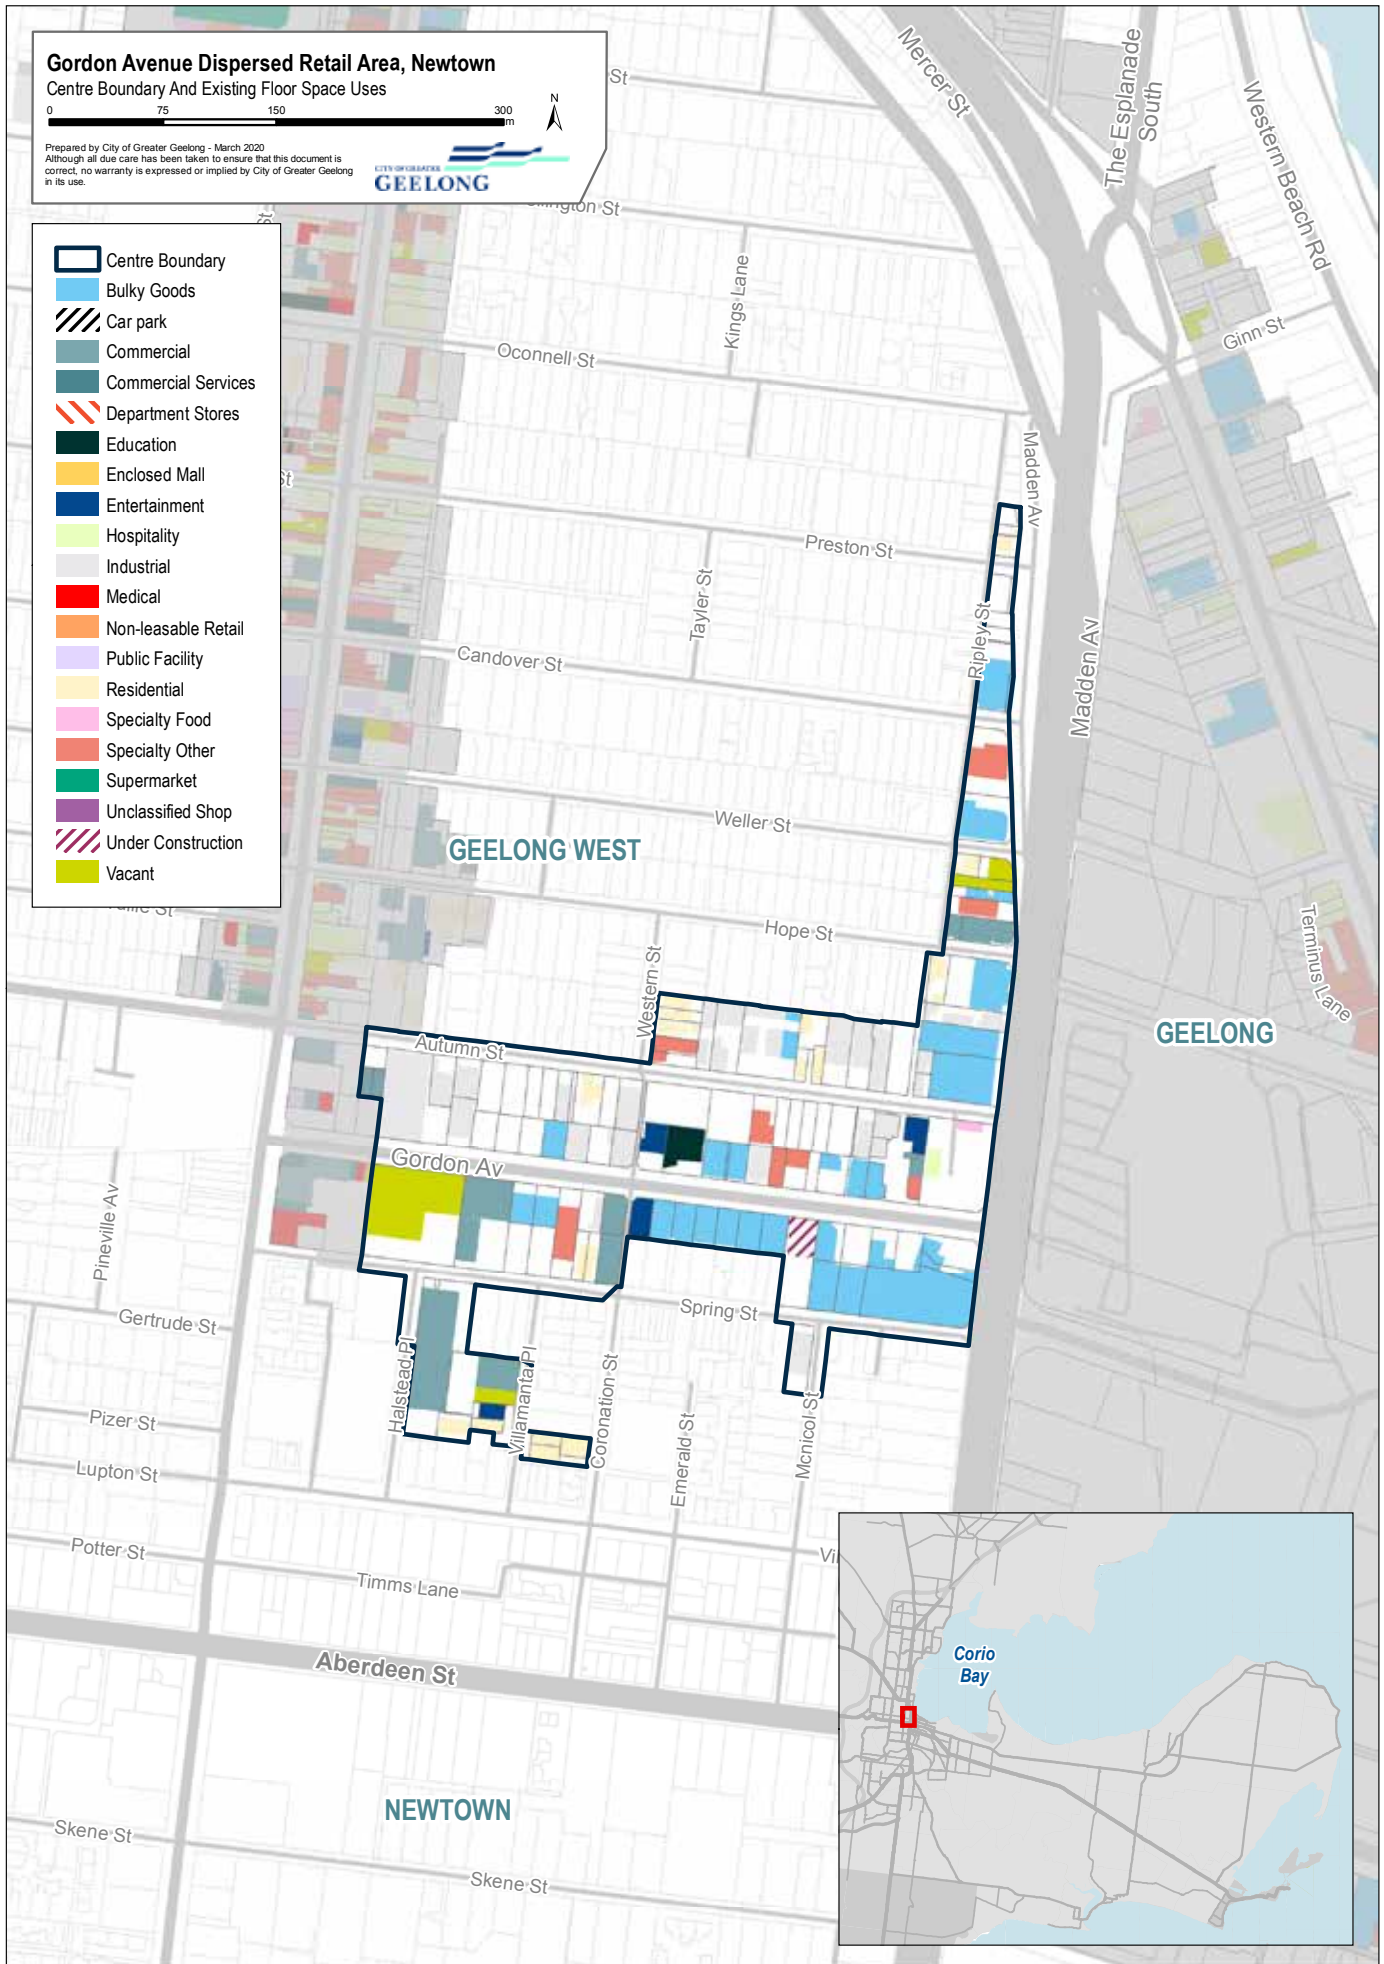 Gordon Avenue Dispersed Retail Area, Newtown
Centre Boundary And Existing Floor Space Uses
0 75 150 300
m
N
Prepared by City of Greater Geelong - March 2020
Although all due care has been taken to ensure that this document is
correct, no warranty is expressed or implied by City of Greater Geelong
in its use.
CITY OF GREATER
GEELONG
Centre Boundary
Bulky Goods
Car park
Commercial
Commercial Services
Department Stores
Education
Enclosed Mall
Entertainment
Hospitality
Industrial
Medical
Non-leasable Retail
Public Facility
Residential
Specialty Food
Specialty Other
Supermarket
Unclassified Shop
Under Construction
Vacant
St
St
St
St
Mercer St
The Esplanade
South
Western Beach Rd
Kings Lane
Ginn St
Oconnell St
Madden Av
Preston St
Tayler St
Ripley St
Candover St
Madden Av
Weller St
GEELONG WEST
Hope St
Western St
Terminus Lane
GEELONG
Autumn St
Gordon Av
Pineville Av
Gertrude St
Spring St
Halstead Pl
Villamanta Pl
Coronation St
Emerald St
Mcnicol St
Pizer St
Lupton St
Potter St
Timms Lane
Vi
Aberdeen St
Corio
Bay
NEWTOWN
Skene St
Skene St